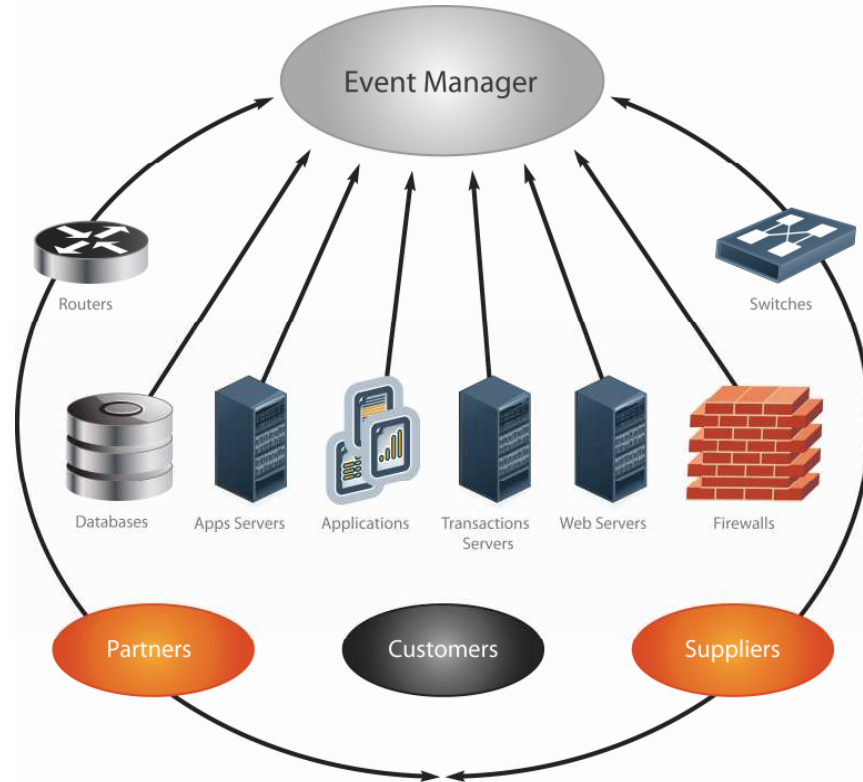 Event Manager
Routers
Switches
Databases
Apps Servers
Applications
Transactions
Servers
Web Servers
Firewalls
Partners
Customers
Suppliers